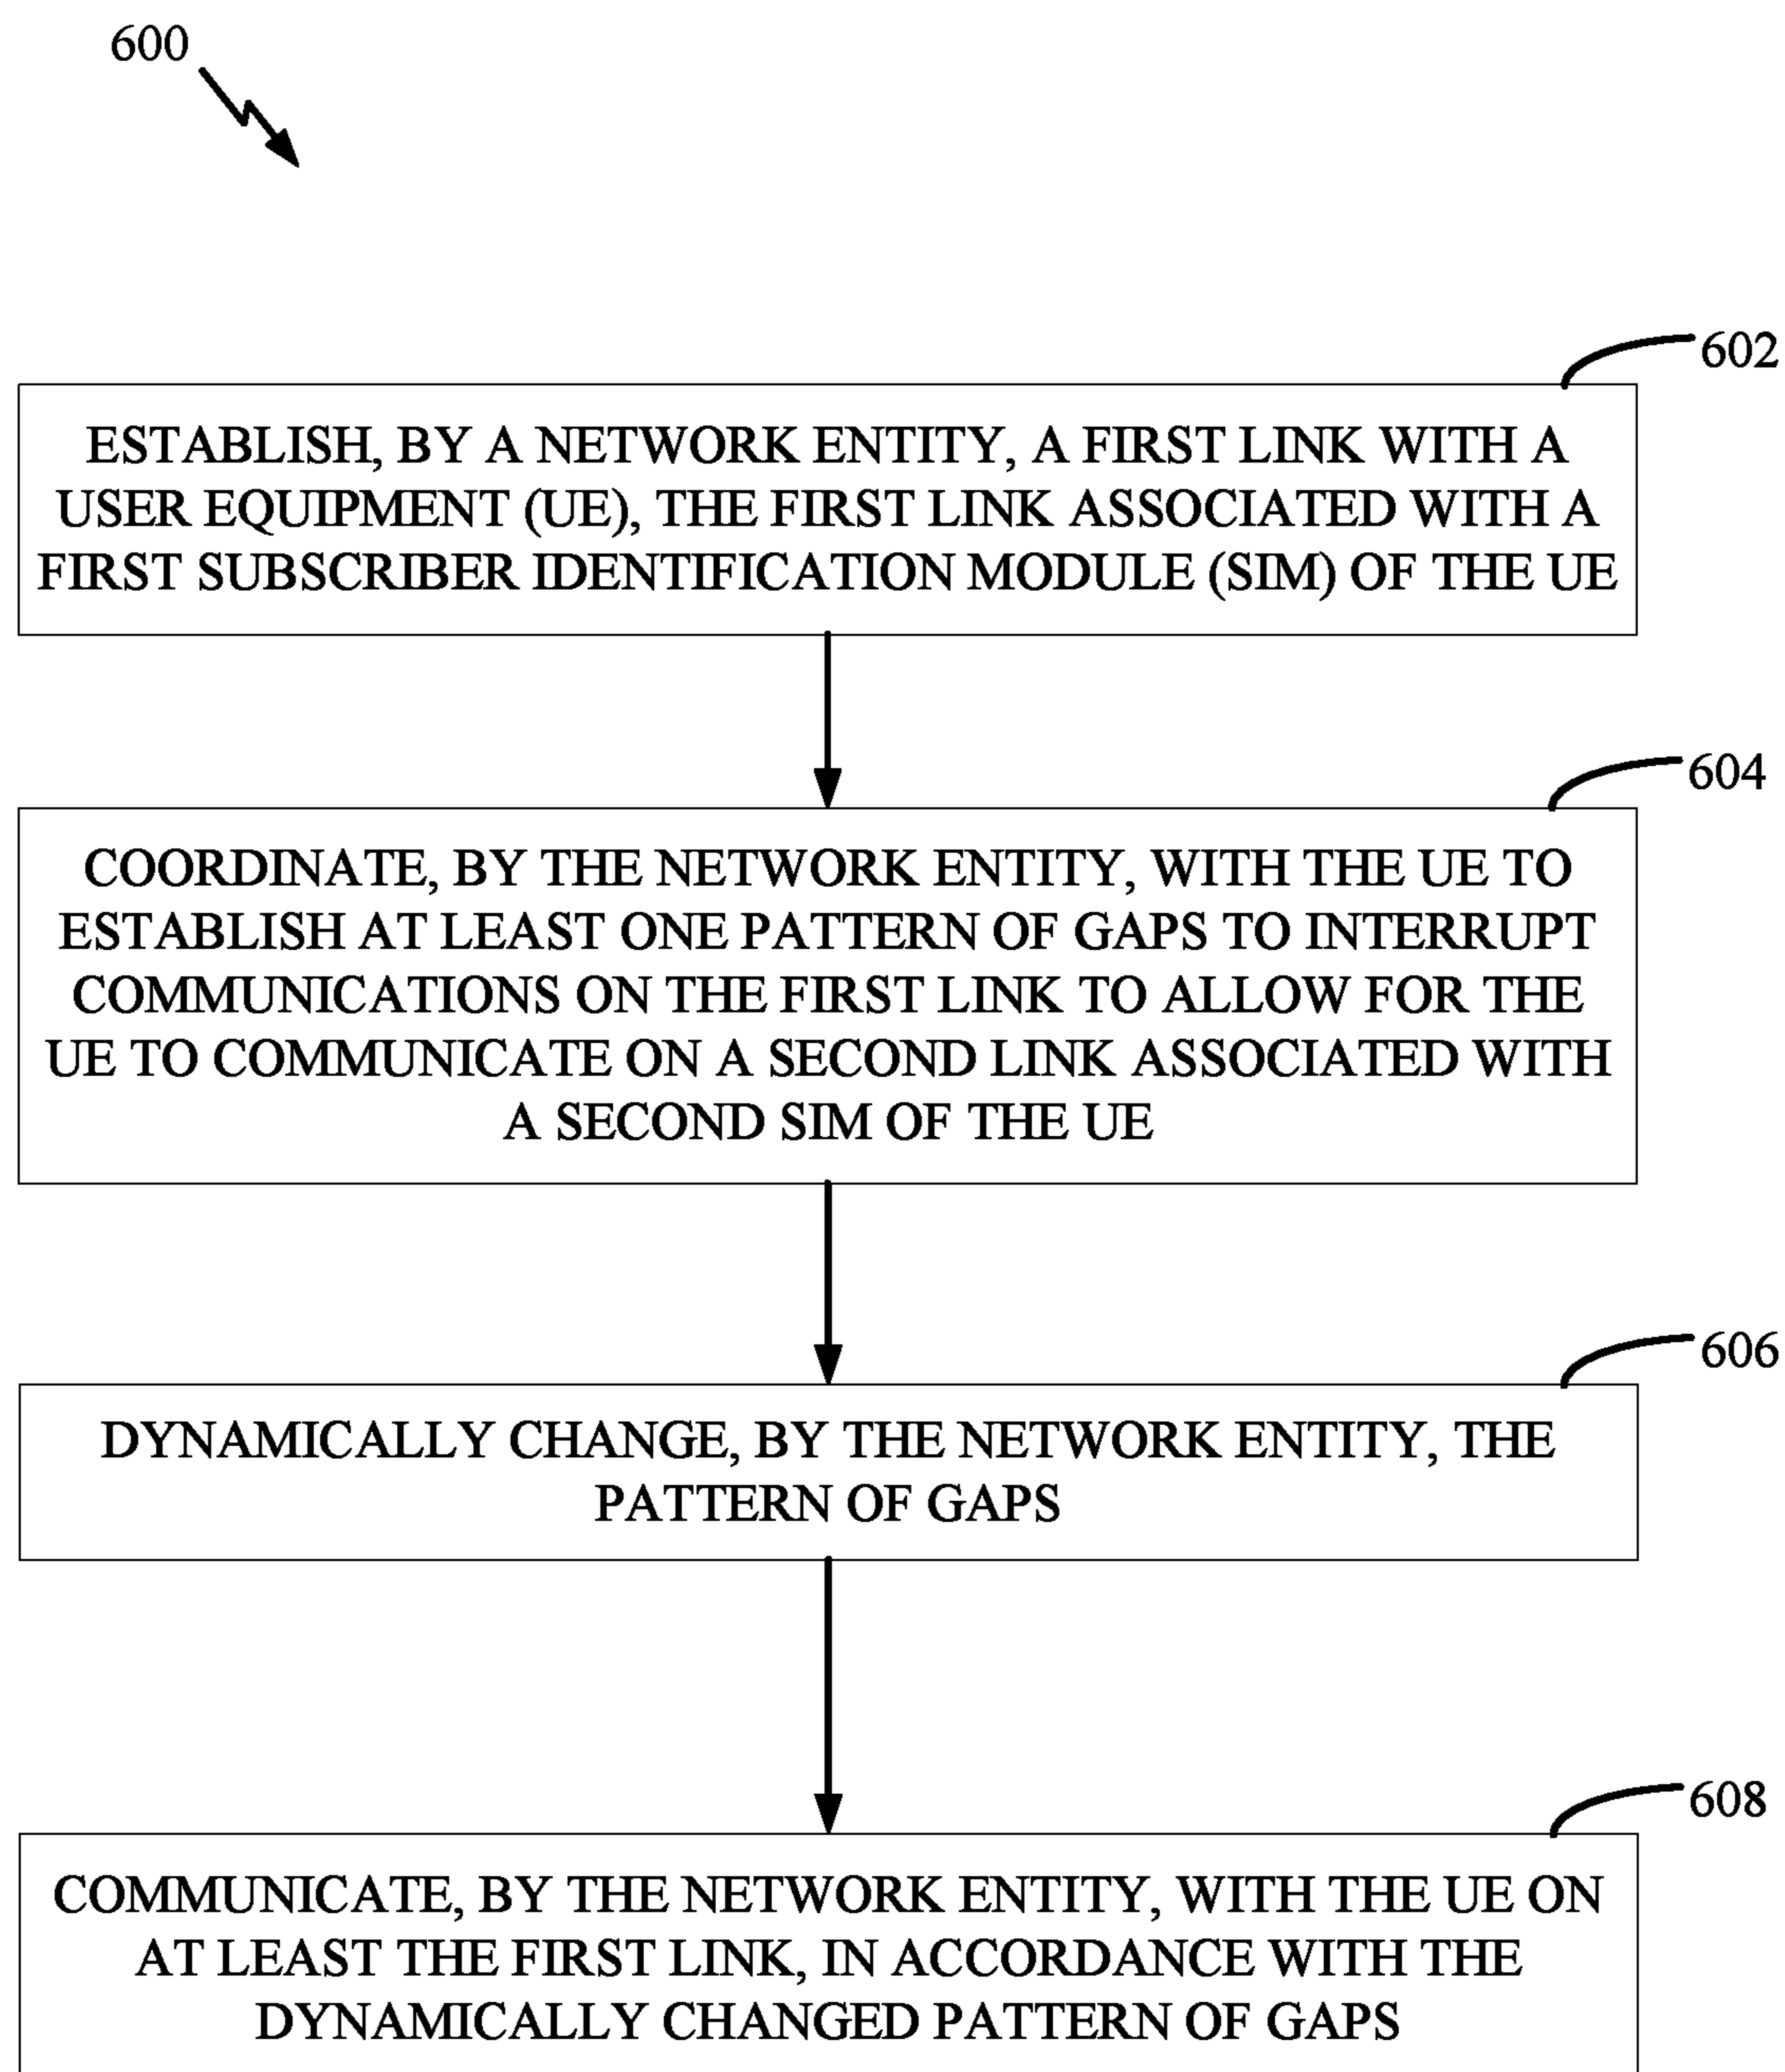 600
602
ESTABLISH, BY A NETWORK ENTITY, A FIRST LINK WITH A
USER EQUIPMENT (UE), THE FIRST LINK ASSOCIATED WITH A
FIRST SUBSCRIBER IDENTIFICATION MODULE (SIM) OF THE UE
604
COORDINATE, BY THE NETWORK ENTITY, WITH THE UE TO
ESTABLISH AT LEAST ONE PATTERN OF GAPS TO INTERRUPT
COMMUNICATIONS ON THE FIRST LINK TO ALLOW FOR THE
UE TO COMMUNICATE ON A SECOND LINK ASSOCIATED WITH
A SECOND SIM OF THE UE
606
DYNAMICALLY CHANGE, BY THE NETWORK ENTITY, THE
PATTERN OF GAPS
608
COMMUNICATE, BY THE NETWORK ENTITY, WITH THE UE ON
AT LEAST THE FIRST LINK, IN ACCORDANCE WITH THE
DYNAMICALLY CHANGED PATTERN OF GAPS